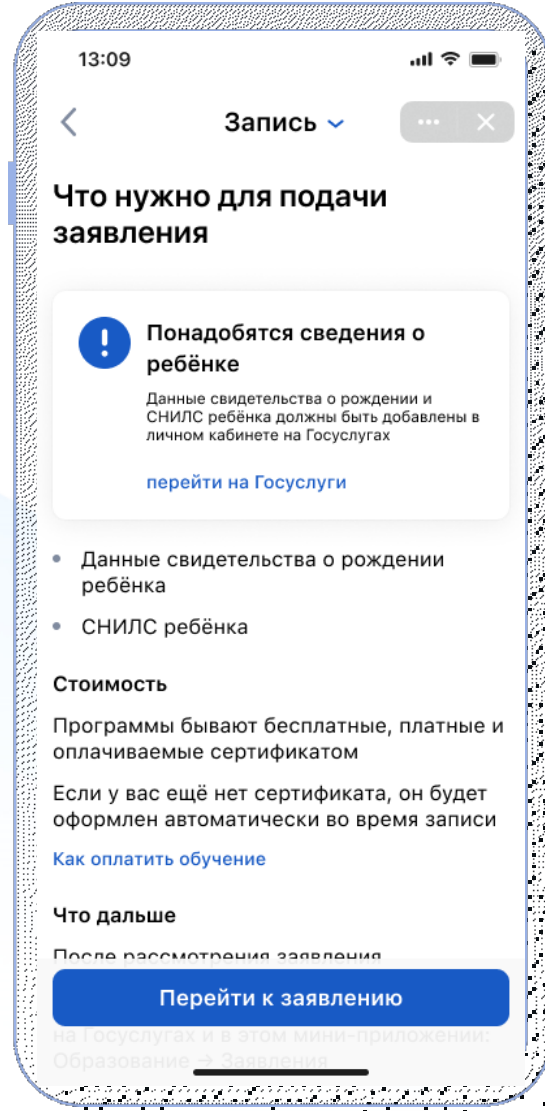 13:09
Запись
Что нужно для подачи
заявления
Понадобятся сведения о
ребёнке
Данные свидетельства о рождении и
СНИЛС ребёнка должны быть добавлены в
личном кабинете на Госуслугах
перейти на Госуслуги
Данные свидетельства о рождении
ребёнка
СНИЛС ребёнка
Стоимость
Программы бывают бесплатные, платные и
оплачиваемые сертификатом
Если у вас ещё нет сертификата, он будет
оформлен автоматически во время записи
Как оплатить обучение
Что дальше
После рассмотрения заявления
Перейти к заявлению
на Госуслугах и в этом мини-приложении:
Образование → Заявления